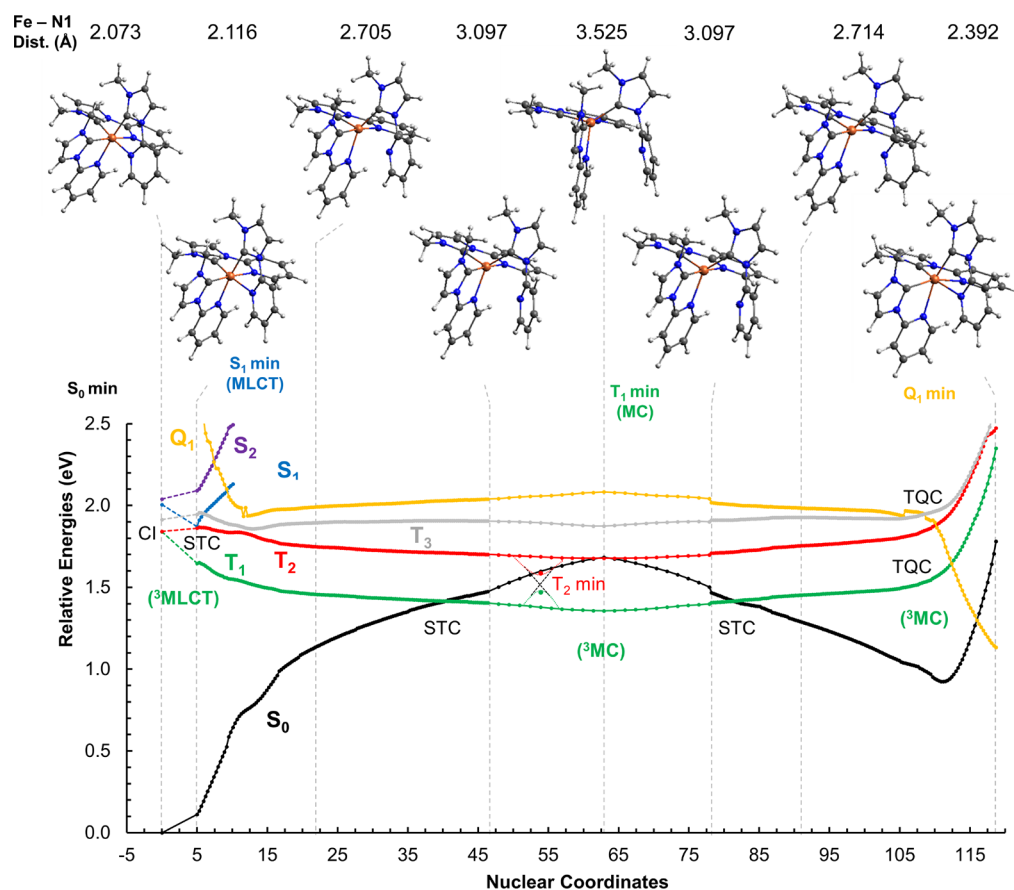 Fe – N1
Dist. (Å)
2.073 2.116 2.705 3.097 3.525 3.097 2.714 2.392
S1 min
(MLCT)
S0 min
T1 min
(MC)
Q1 min
2.5
2.0
1.5
1.0
0.5
0.0
Relative Energies (eV)
Q1
S2
S1
CI
STC
T1
T2
T3
(3MLCT)
S0
STC
T2 min
(3MC)
STC
TQC
TQC
(3MC)
-5 5 15 25 35 45 55 65 75 85 95 105 115
Nuclear Coordinates